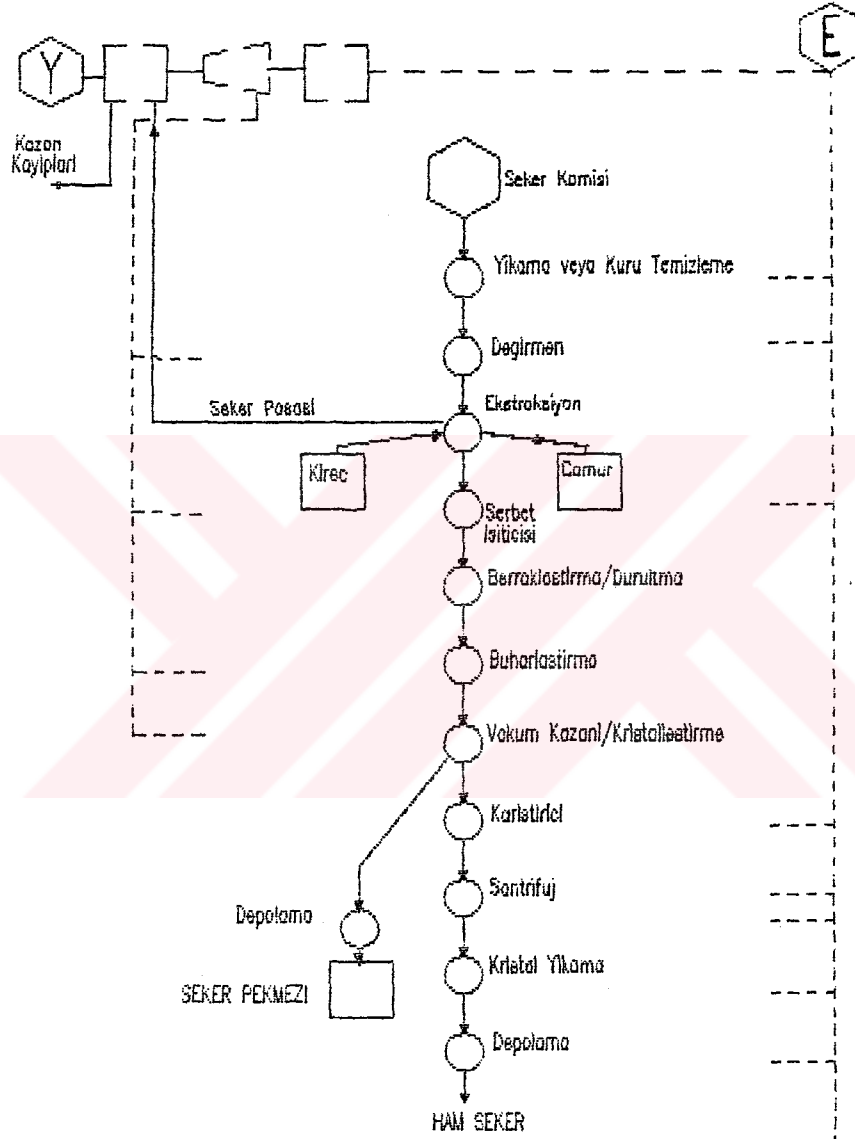 Y
E
Kazan
Kayiplari
Seker Kamisi
Yikama veya Kuru Temizleme
Degirmen
Ekstraksiyon
Seker Posasi
Kirec
Camur
Serbet
Isiticisi
Berraklastirma/Durultma
Buharlastirma
Vakum Kazani/Kristallestirme
Karistirici
Santrifuj
Depolama
Kristal Yikama
SEKER PEKMEZI
Depolama
HAM SEKER